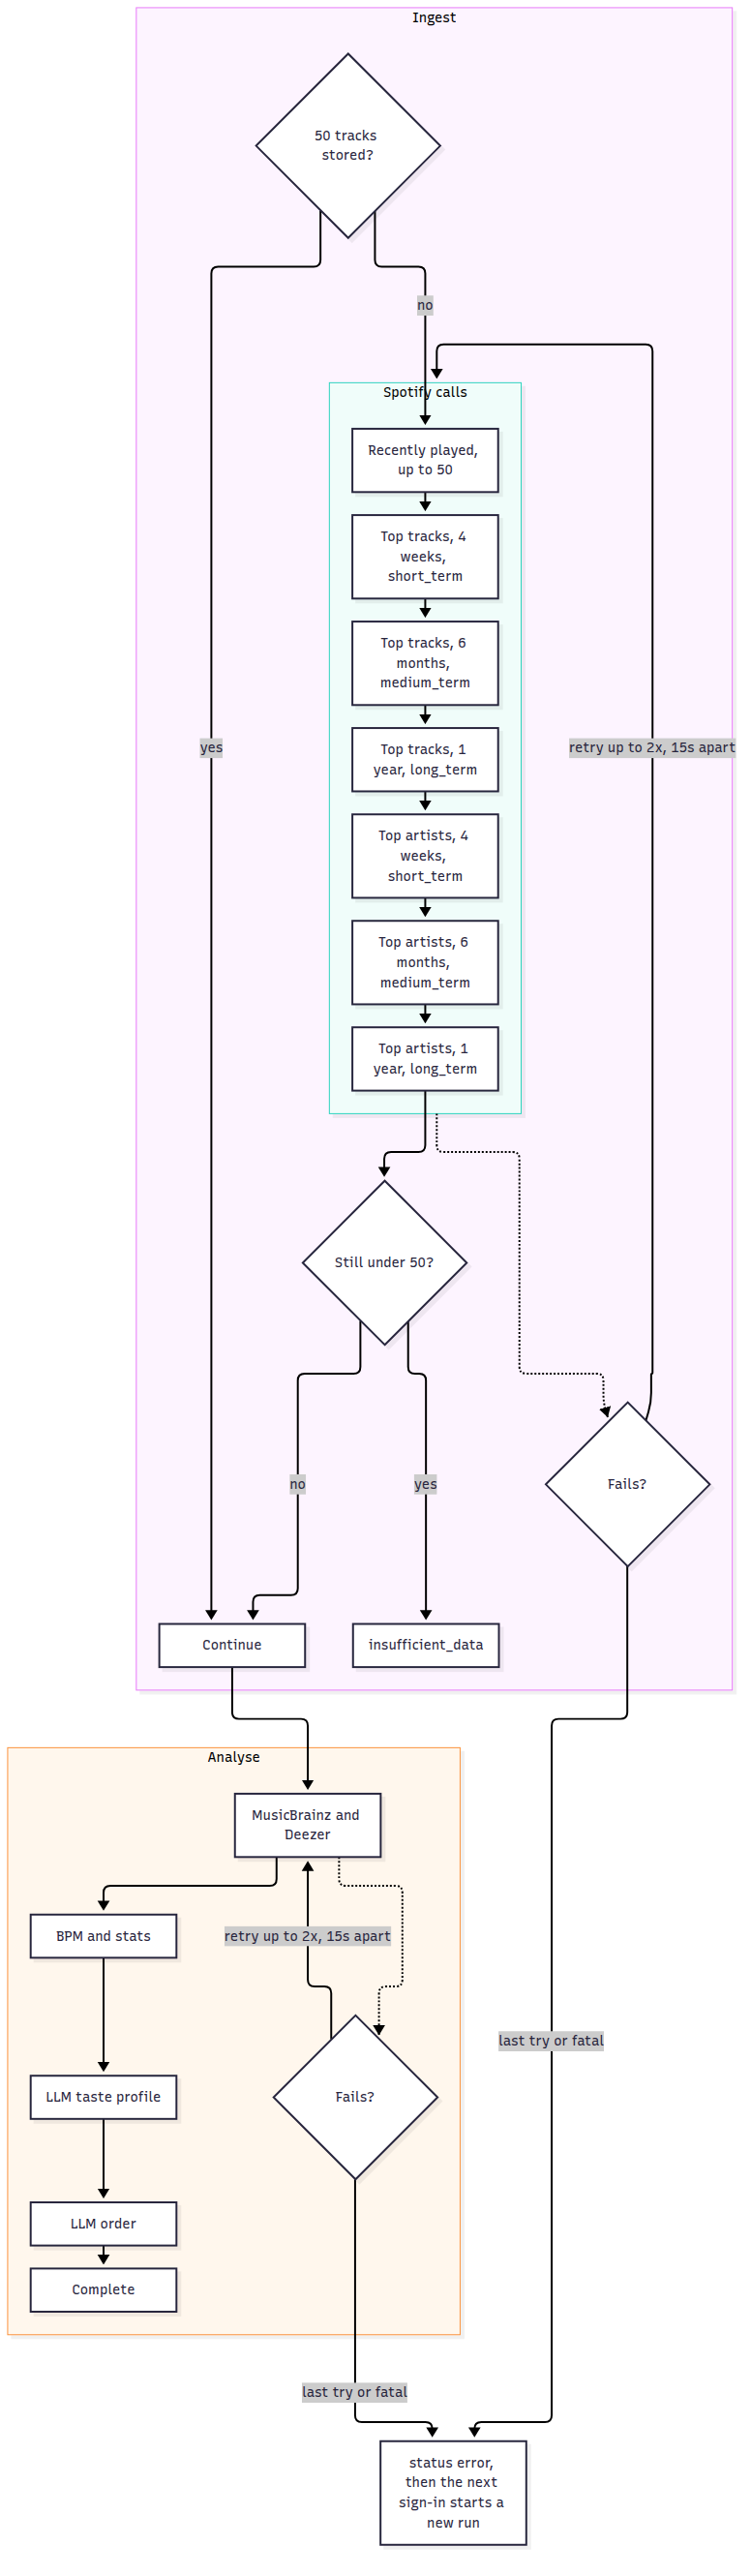 Ingest
50 tracks
stored?
no
Spotify calls
Recently played,
up to 50
Top tracks, 4
weeks,
short_term
Top tracks, 6
months,
medium_term
yes
retry up to 2x, 15s apart
Top tracks, 1
year, long_term
Top artists, 4
weeks,
short_term
Top artists, 6
months,
medium_term
Top artists, 1
year, long_term
Still under 50?
no
yes
Fails?
Continue
insufficient_data
Analyse
MusicBrainz and
Deezer
BPM and stats
retry up to 2x, 15s apart
last try or fatal
LLM taste profile
Fails?
LLM order
Complete
last try or fatal
status error,
then the next
sign-in starts a
new run